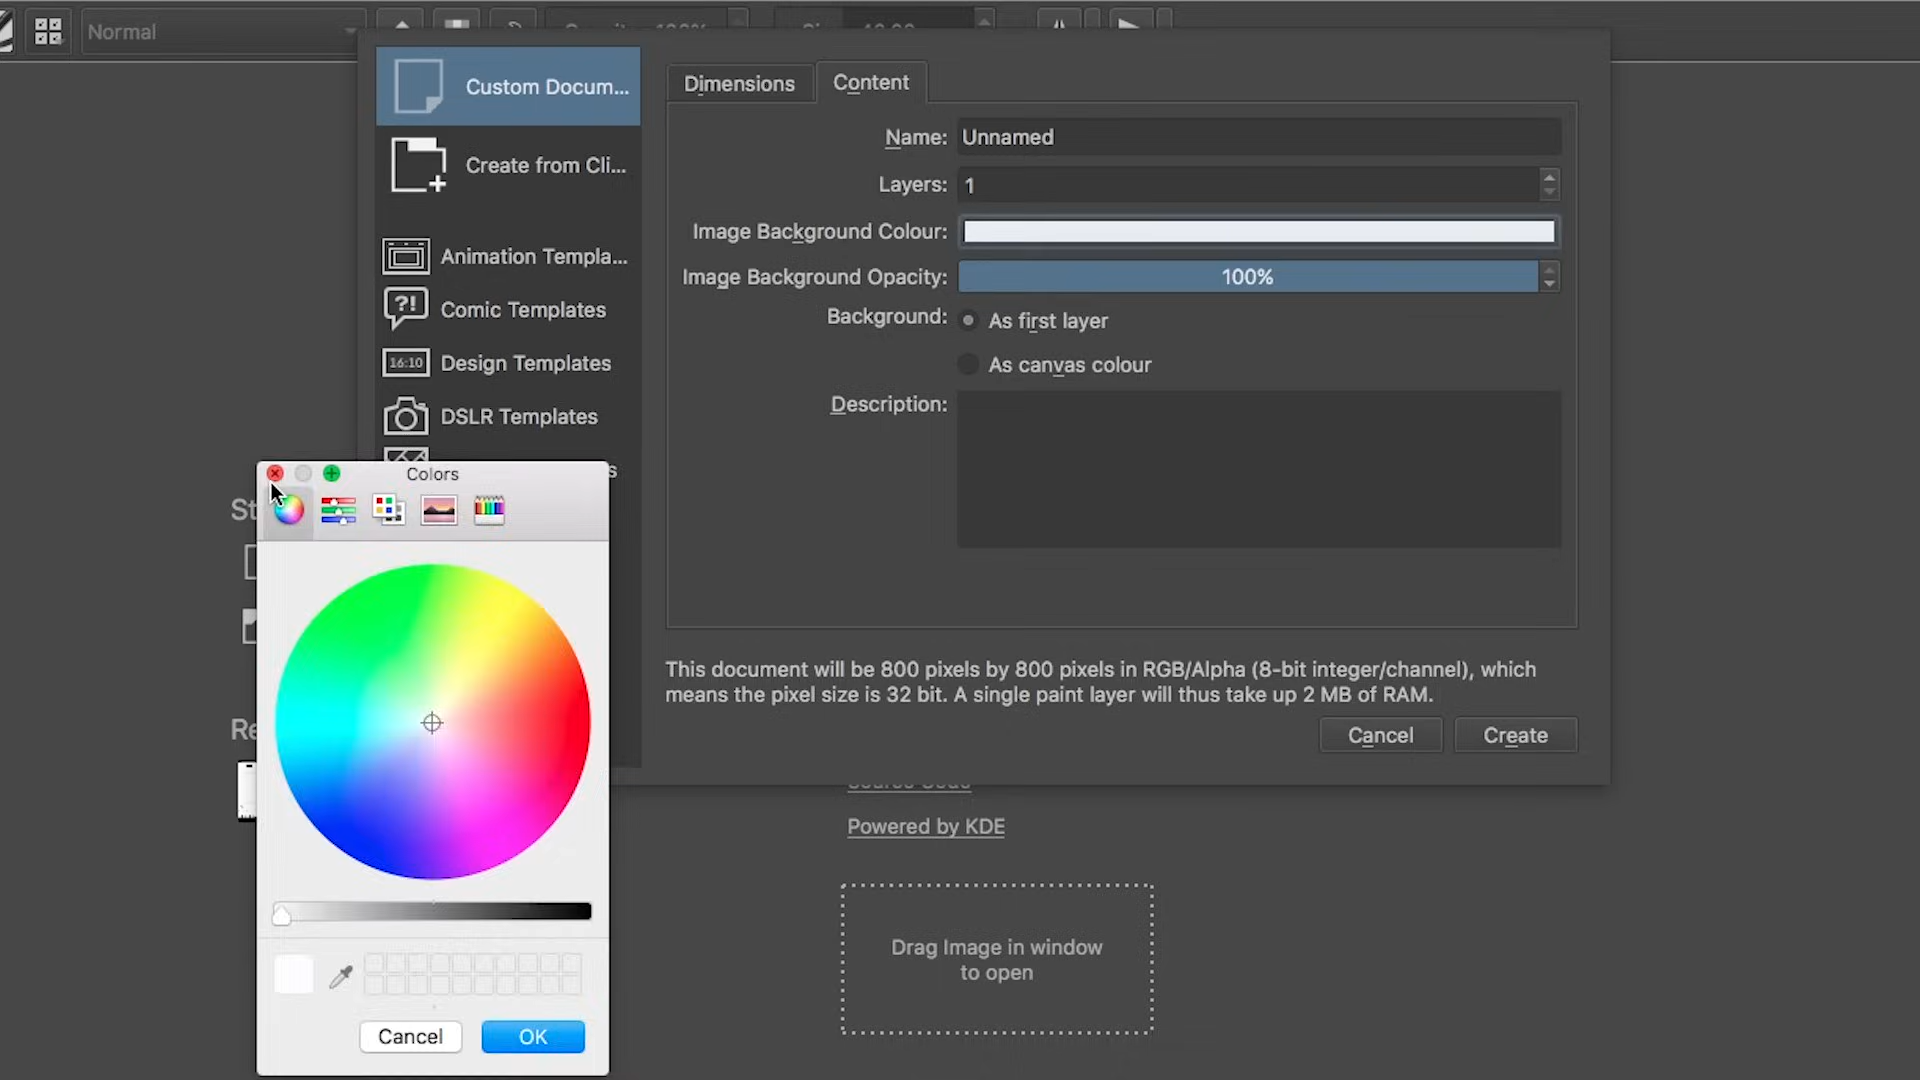 Normal
Custom Docum...
Create from Cli...
Animation Templa...
?!
Comic Templates
16:10
Design Templates
DSLR Templates
Dimensions
Content
Name: Unnamed
Layers: 1
Image Background Colour:
Image Background Opacity: 100%
Background: As first layer
As canvas colour
Description:
This document will be 800 pixels by 800 pixels in RGB/Alpha (8-bit integer/channel), which
means the pixel size is 32 bit. A single paint layer will thus take up 2 MB of RAM.
Cancel
Create
Colors
Cancel
OK
Powered by KDE
Drag Image in window
to open